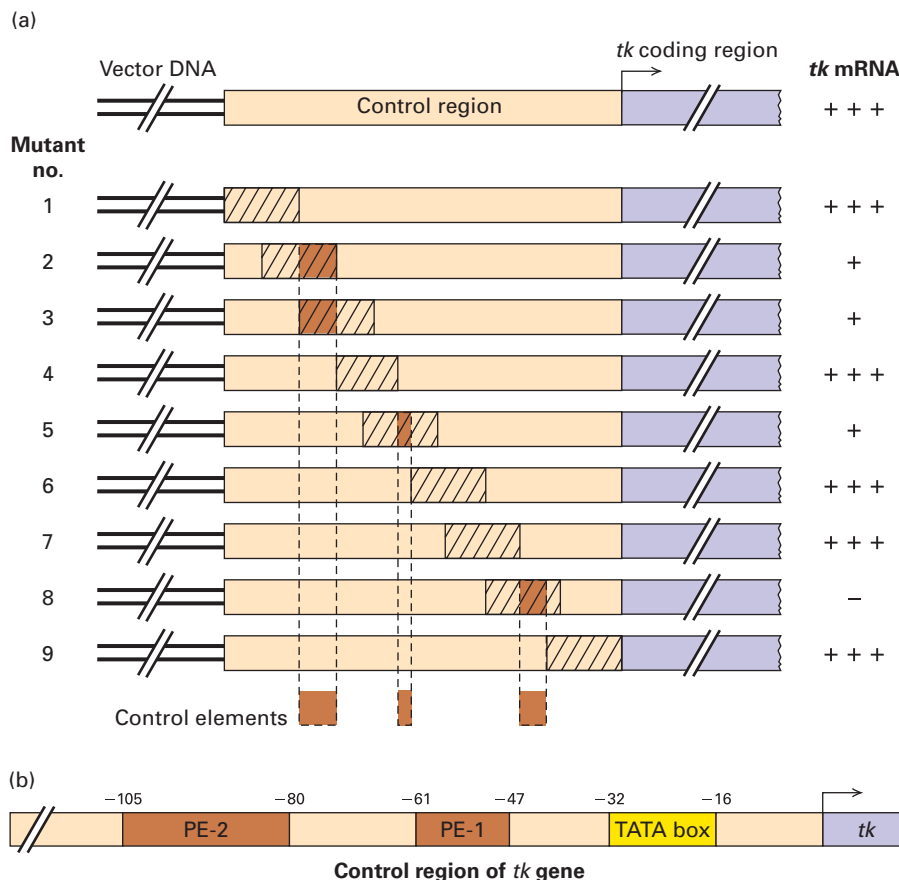 (a)
tk coding region
Vector DNA
tk mRNA
Control region
+ + +
Mutant
no.
1 + + +
2 +
3 +
4 + + +
5 +
6 + + +
7 + + +
8 −
9 + + +
Control elements
(b)
−105 −80 −61 −47 −32 −16
PE-2 PE-1 TATA box tk
Control region of tk gene